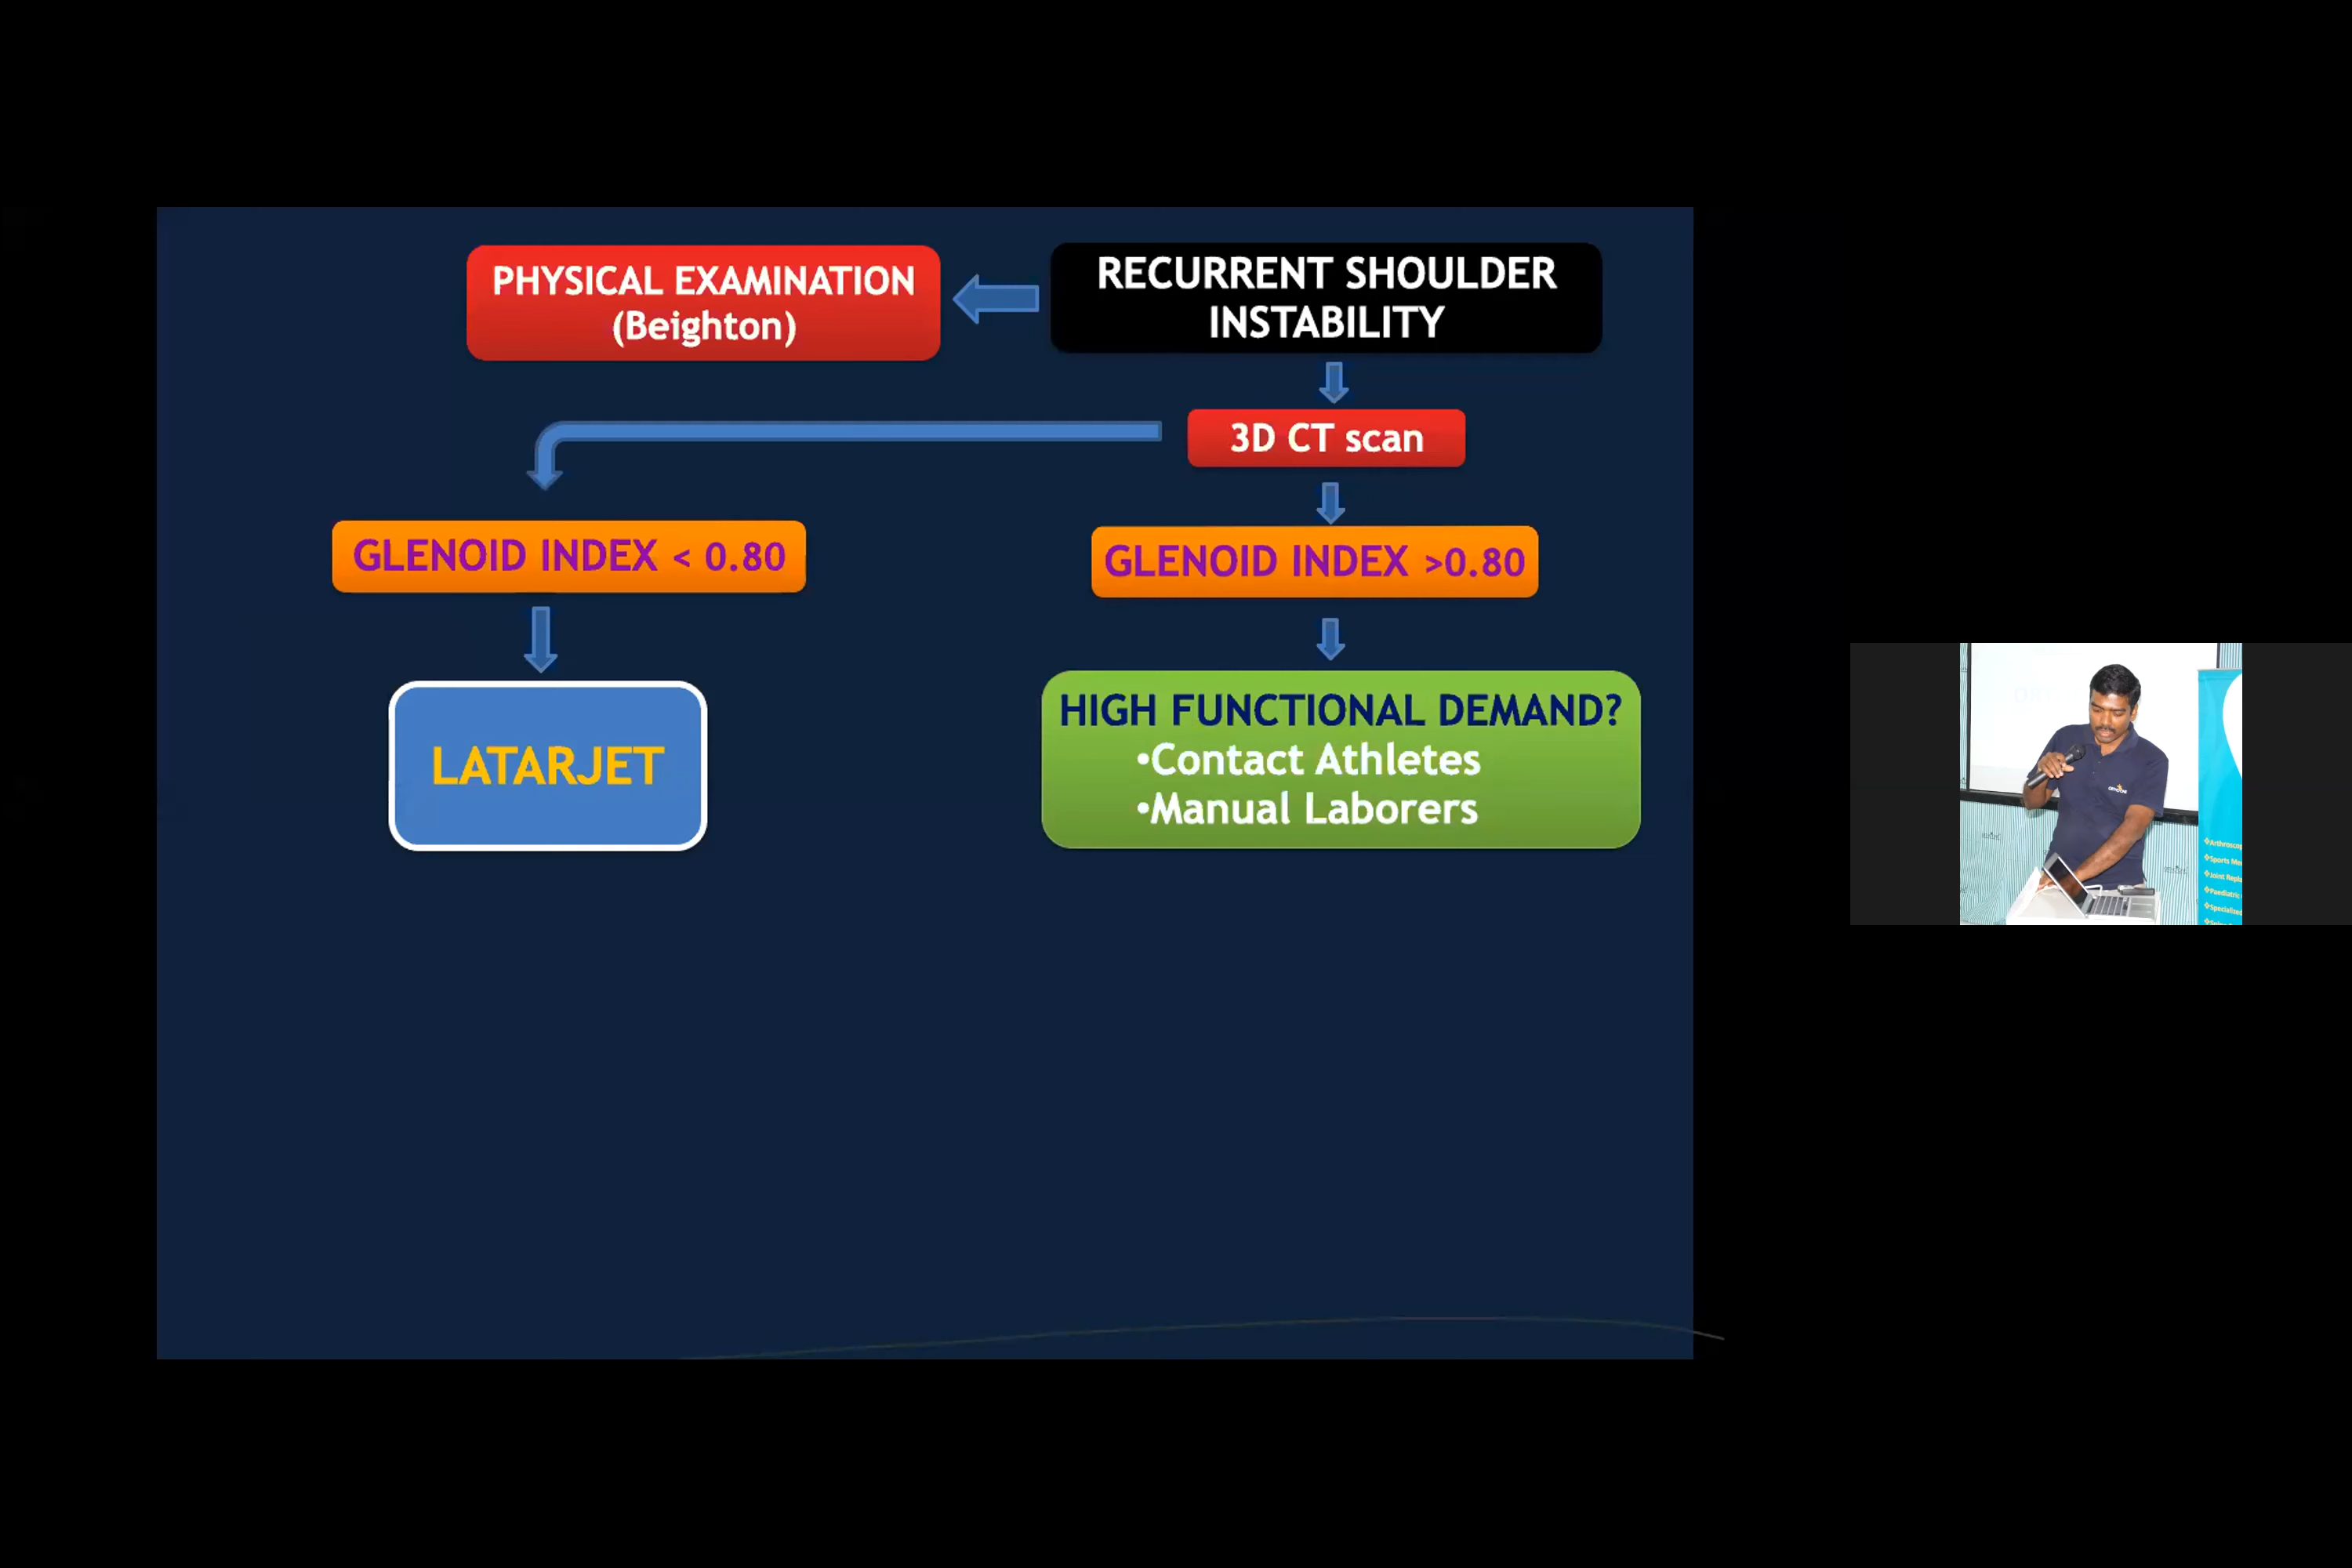 PHYSICAL EXAMINATION
(Beighton)
RECURRENT SHOULDER
INSTABILITY
3D CT scan
GLENOID INDEX < 0.80
GLENOID INDEX >0.80
LATARJET
HIGH FUNCTIONAL DEMAND?
•Contact Athletes
•Manual Laborers